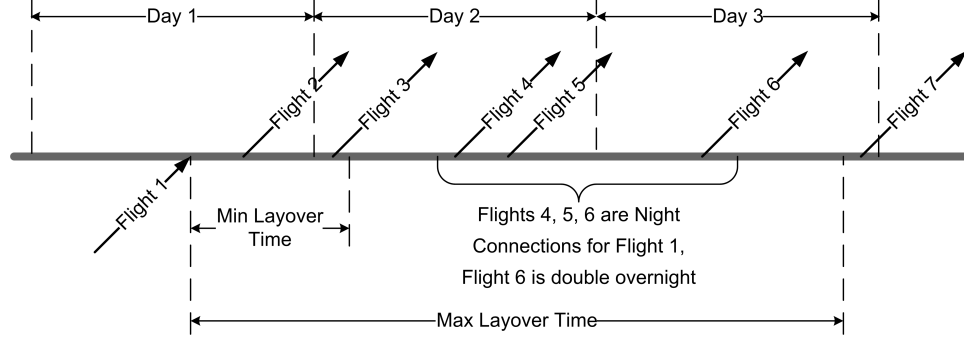 Day 1
Day 2
Day 3
Flight 2
Flight 3
Flight 4
Flight 5
Flight 6
Flight 7
Flight 1
Min Layover
Time
Flights 4, 5, 6 are Night
Connections for Flight 1,
Flight 6 is double overnight
Max Layover Time